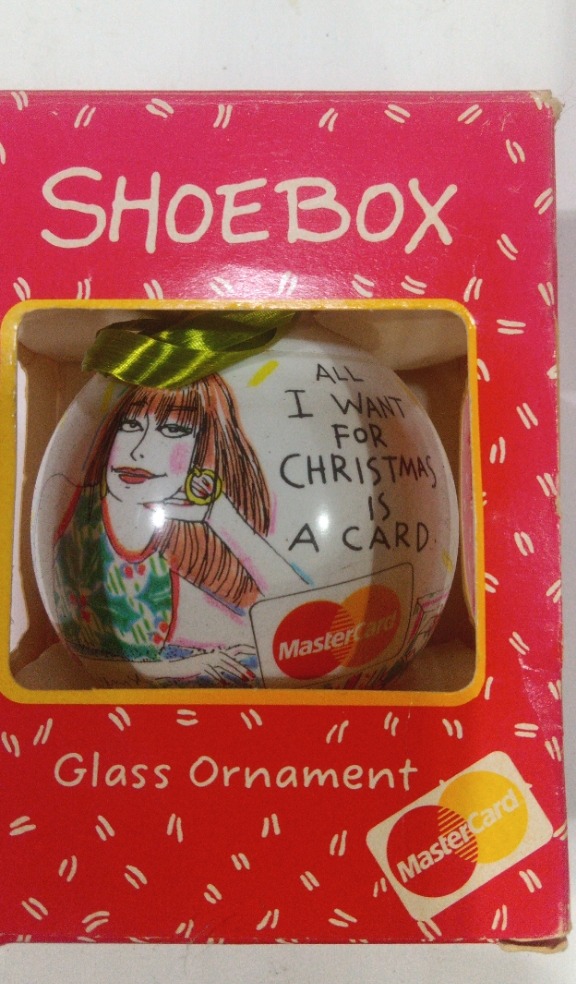 SHOEBOX
ALL
I WANT
FOR
CHRISTMAS
IS
A CARD
MasterCard
Glass Ornament
MasterCard